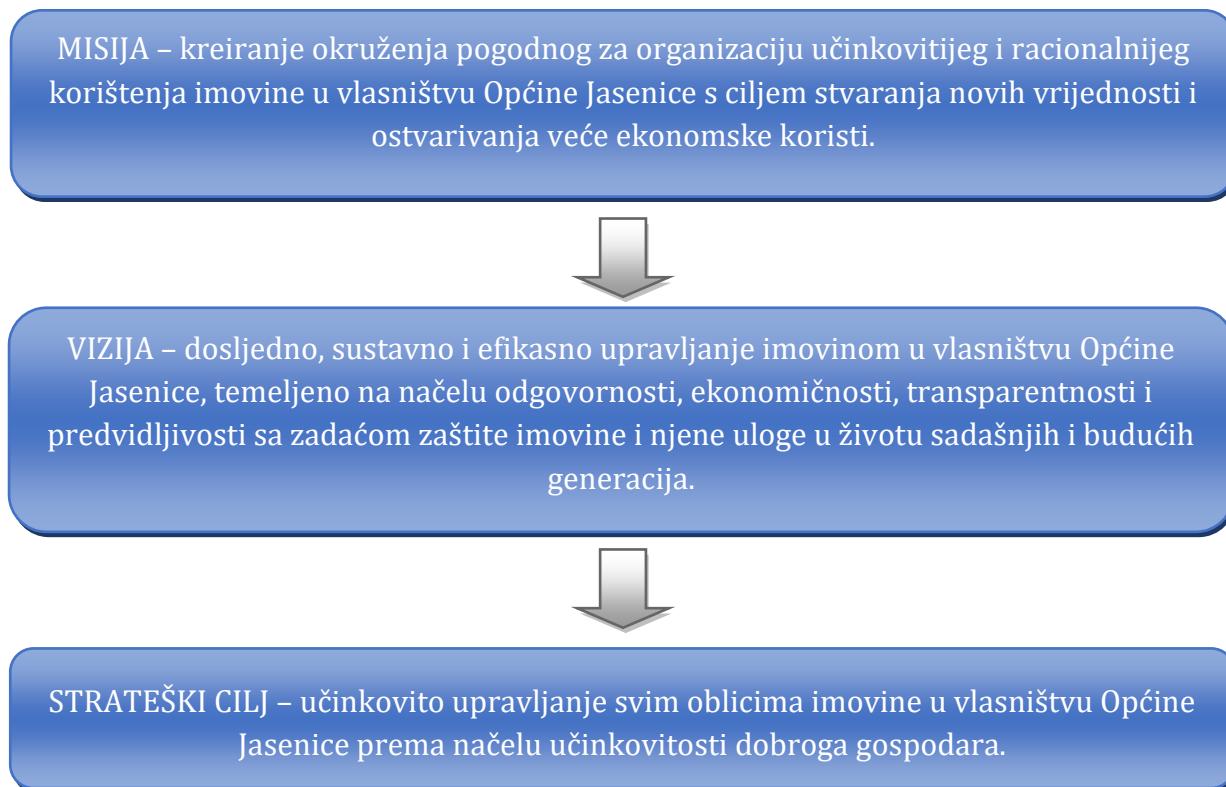 MISIJA – kreiranje okruženja pogodnog za organizaciju učinkovitijeg i racionalnijeg
korištenja imovine u vlasništvu Općine Jasenice s ciljem stvaranja novih vrijednosti i
ostvarivanja veće ekonomske koristi.
VIZIJA – dosljedno, sustavno i efikasno upravljanje imovinom u vlasništvu Općine
Jasenice, temeljeno na načelu odgovornosti, ekonomičnosti, transparentnosti i
predvidljivosti sa zadaćom zaštite imovine i njene uloge u životu sadašnjih i budućih
generacija.
STRATEŠKI CILJ – učinkovito upravljanje svim oblicima imovine u vlasništvu Općine
Jasenice prema načelu učinkovitosti dobroga gospodara.